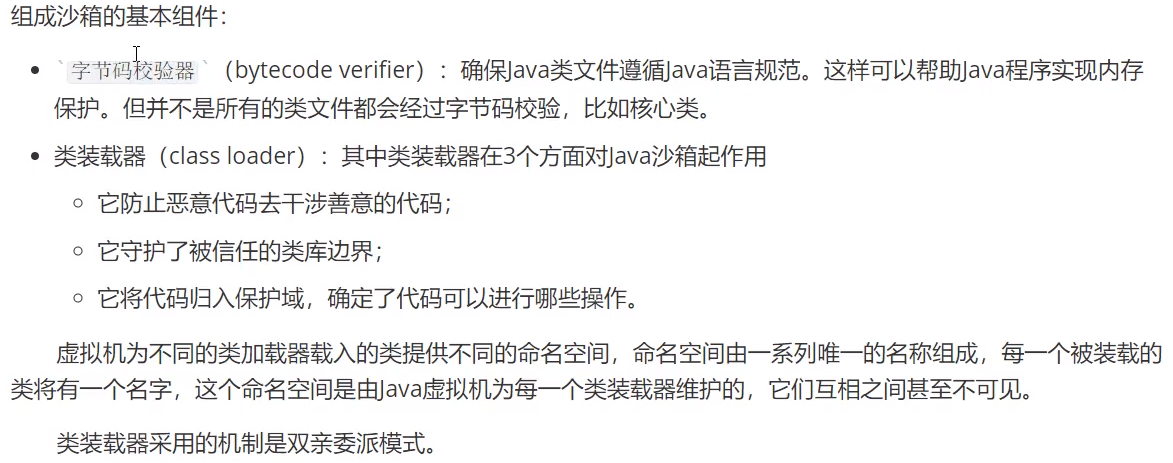 组成沙箱的基本组件：
• `字节码校验器`（bytecode verifier）：确保Java类文件遵循Java语言规范。这样可以帮助Java程序实现内存
保护。但并不是所有的类文件都会经过字节码校验，比如核心类。
• 类装载器（class loader）：其中类装载器在3个方面对Java沙箱起作用
○ 它防止恶意代码去干涉善意的代码；
○ 它守护了被信任的类库边界；
○ 它将代码归入保护域，确定了代码可以进行哪些操作。
虚拟机为不同的类加载器载入的类提供不同的命名空间，命名空间由一系列唯一的名称组成，每一个被装载的
类将有一个名字，这个命名空间是由Java虚拟机为每一个类装载器维护的，它们互相之间甚至不可见。
类装载器采用的机制是双亲委派模式。